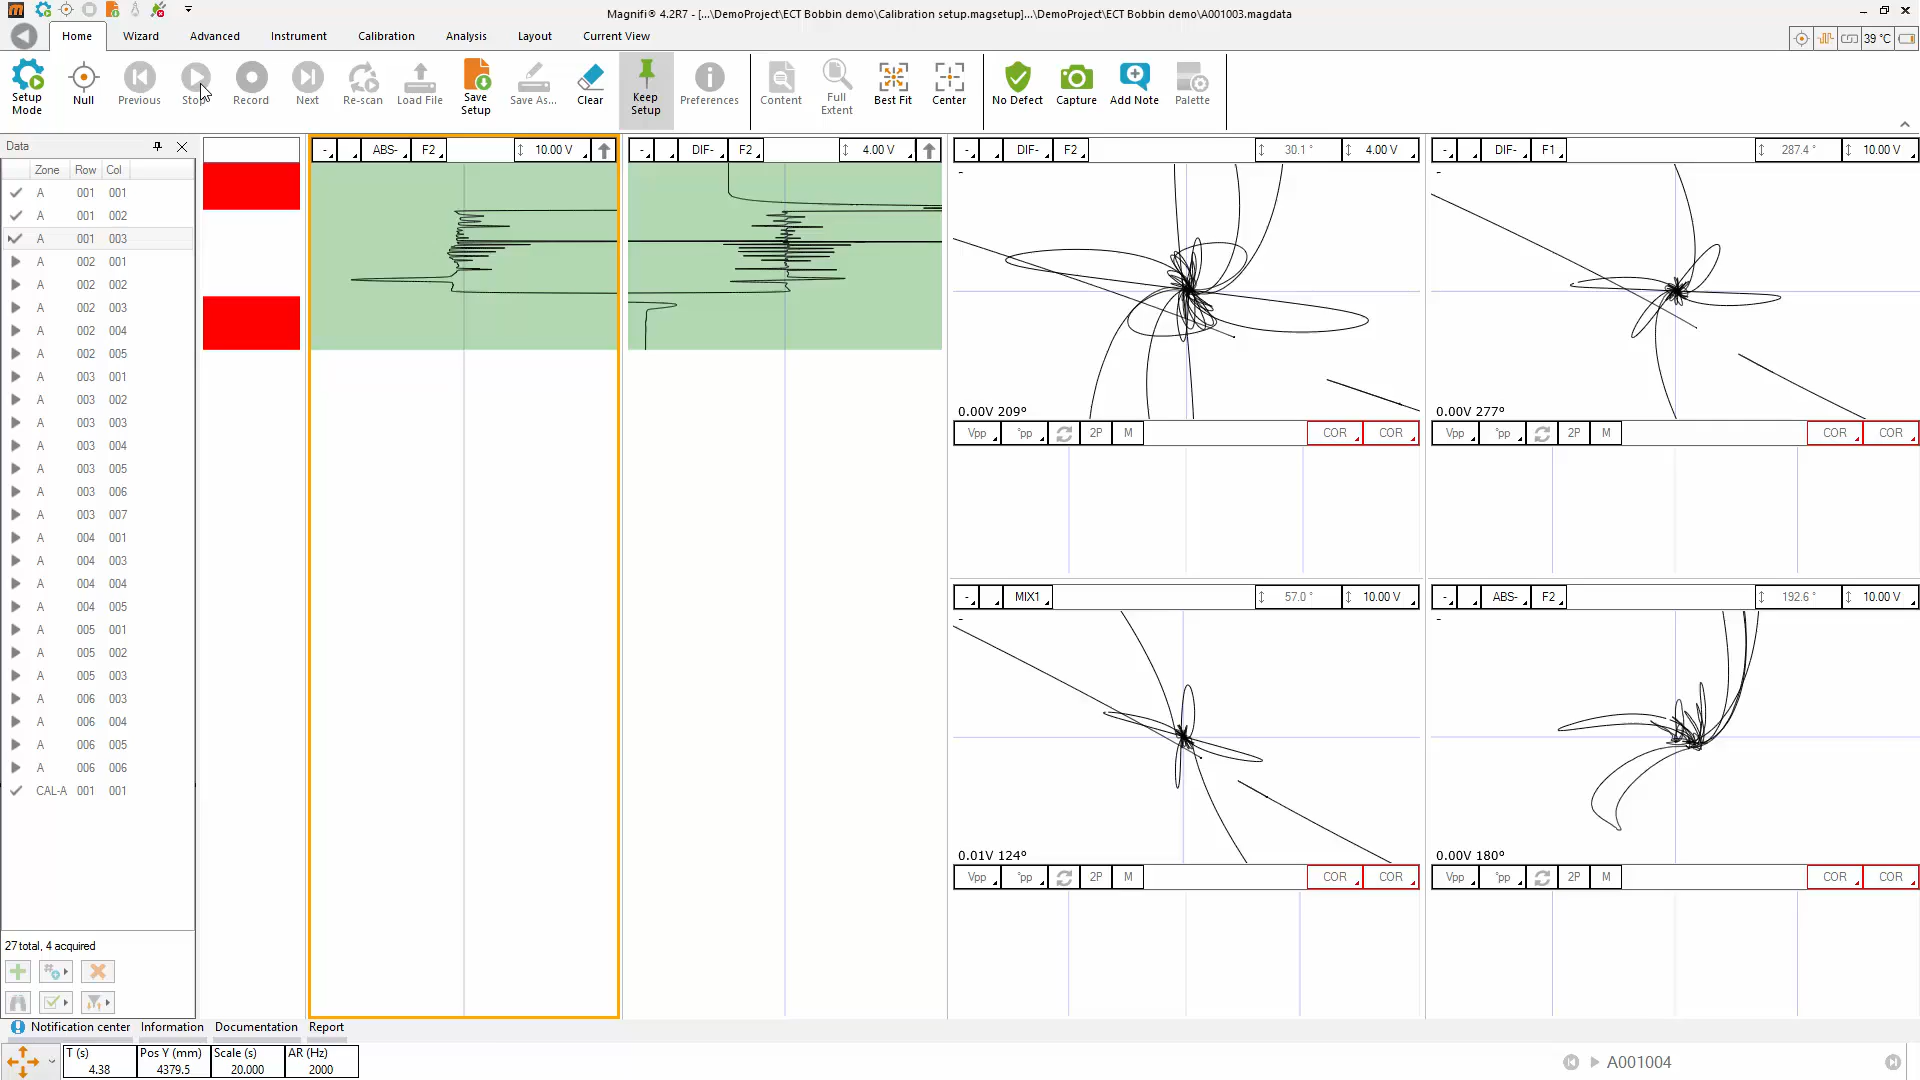 Magnifi® 4.2R7 - [...\DemoProject\ECT Bobbin demo\Calibration setup.magsetup]...\DemoProject\ECT Bobbin demo\A001003.magdata
Home Wizard Advanced Instrument Calibration Analysis Layout Current View
39 °C
Setup Mode Null Previous Stop Record Next Re-scan Load File Save Setup Save As... Clear Keep Setup Preferences Content Full Extent Best Fit Center No Defect Capture Add Note Palette
Data
Zone Row Col
A 001 001
A 001 002
A 001 003
A 002 001
A 002 002
A 002 003
A 002 004
A 002 005
A 003 001
A 003 002
A 003 003
A 003 004
A 003 005
A 003 006
A 003 007
A 004 001
A 004 003
A 004 004
A 004 005
A 005 001
A 005 002
A 005 003
A 006 003
A 006 004
A 006 005
A 006 006
CAL-A 001 001
27 total, 4 acquired
- ABS- F2 10.00 V
- DIF- F2 4.00 V
- DIF- F2 30.1 ° 4.00 V
-
0.00V 209°
Vpp °pp 2P M COR COR
- DIF- F1 287.4 ° 10.00 V
-
0.00V 277°
Vpp °pp 2P M COR COR
- MIX1 57.0 ° 10.00 V
-
0.01V 124°
Vpp °pp 2P M COR COR
- ABS- F2 192.6 ° 10.00 V
-
0.00V 180°
Vpp °pp 2P M COR COR
Notification center Information Documentation Report
T (s) Pos Y (mm) Scale (s) AR (Hz)
4.38 4379.5 20.000 2000
A001004